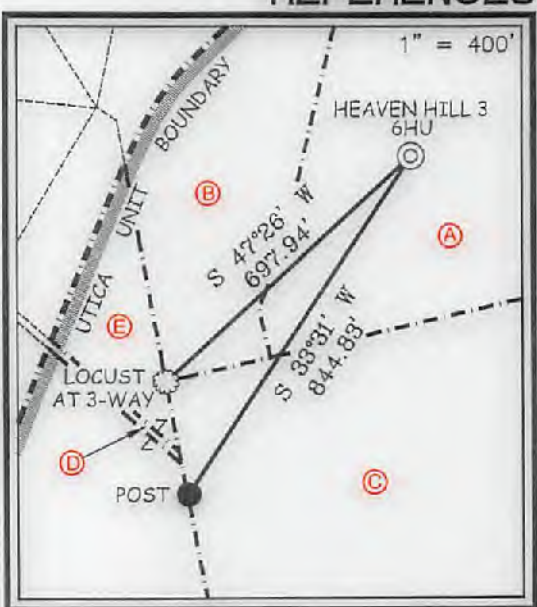 REFERENCES
1" = 400'
HEAVEN HILL 3
6HU
BOUNDARY
UNIT
UTICA
B
A
S 47°26' W
697.94'
E
S 33°31' W
844.83'
LOCUST
AT 3-WAY
D
POST
C